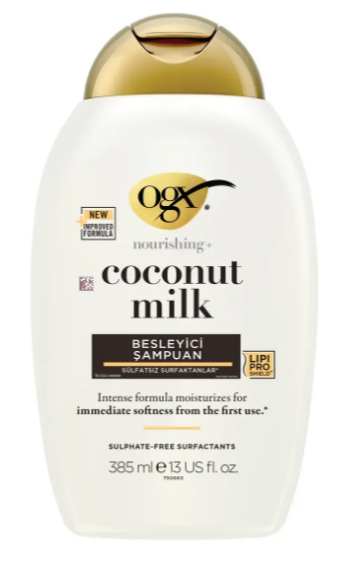 ogx
NEW
IMPROVED
FORMULA
nourishing+
coconut
milk
BESLEYİCİ
ŞAMPUAN
SÜLFATSIZ SURFAKTANLAR*
LIPI
PRO
SHIELD™
Intense formula moisturizes for
immediate softness from the first use.*
SULPHATE-FREE SURFACTANTS
385 ml e 13 US fl. oz.